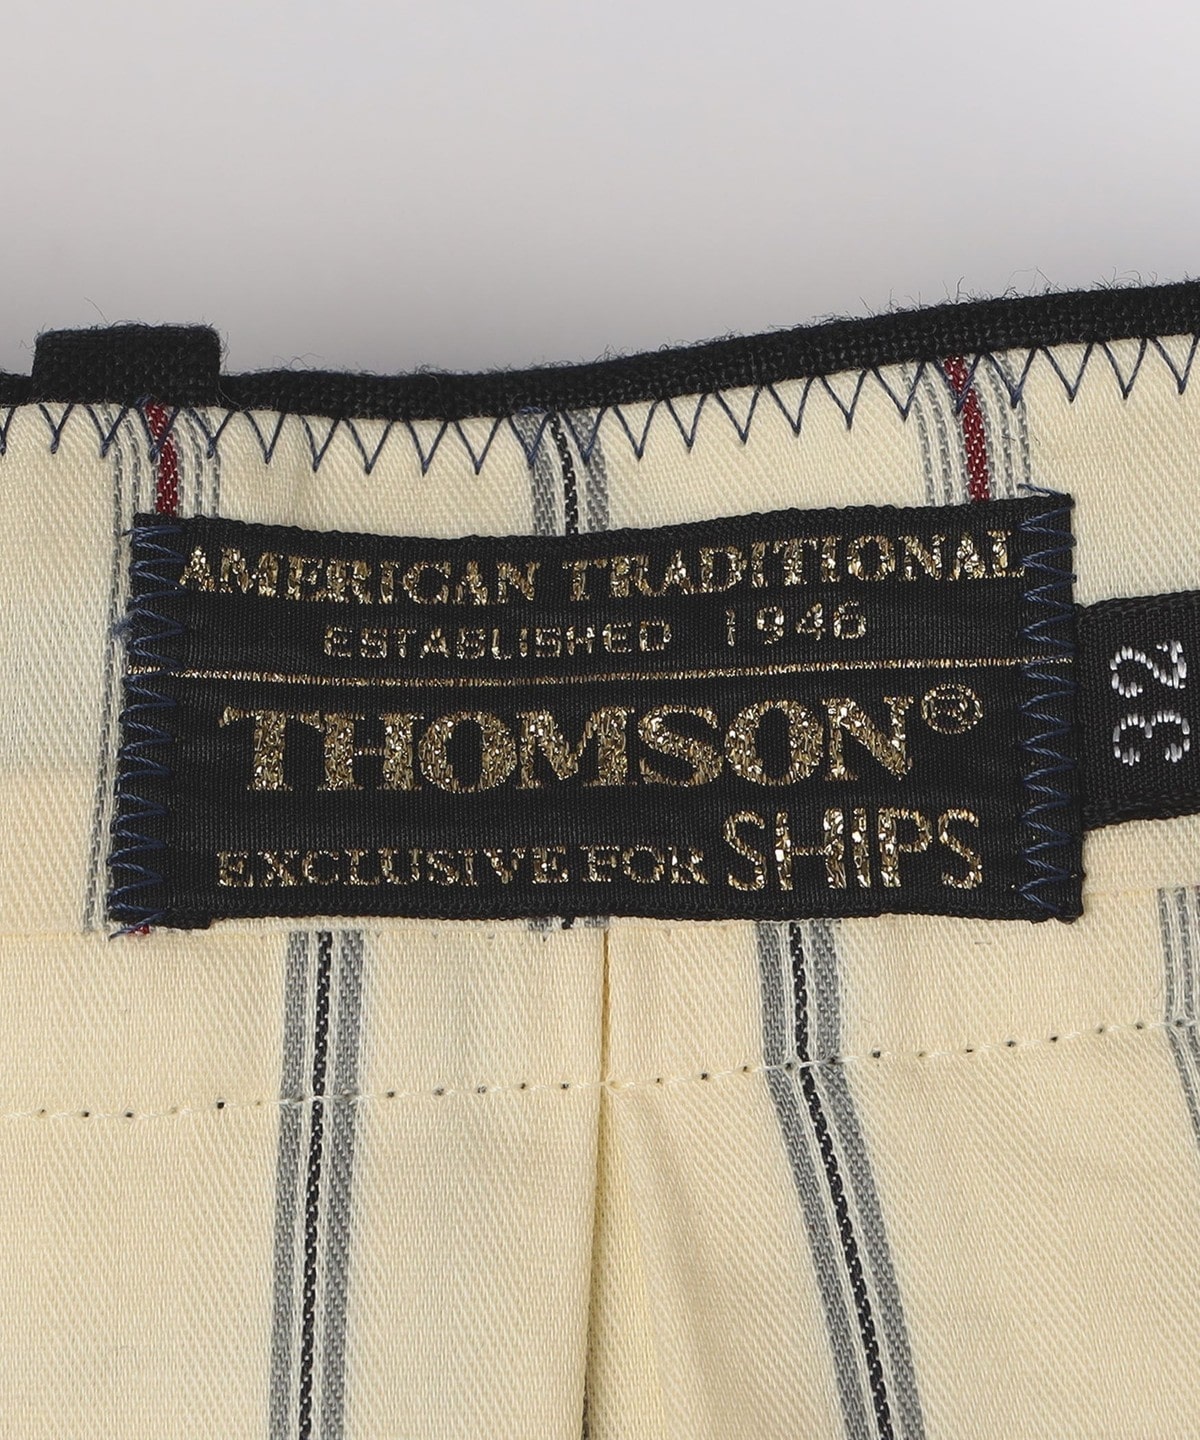 AMERICAN TRADITIONAL
ESTABLISHED 1946
THOMSON®
EXCLUSIVE FOR SHIPS
32